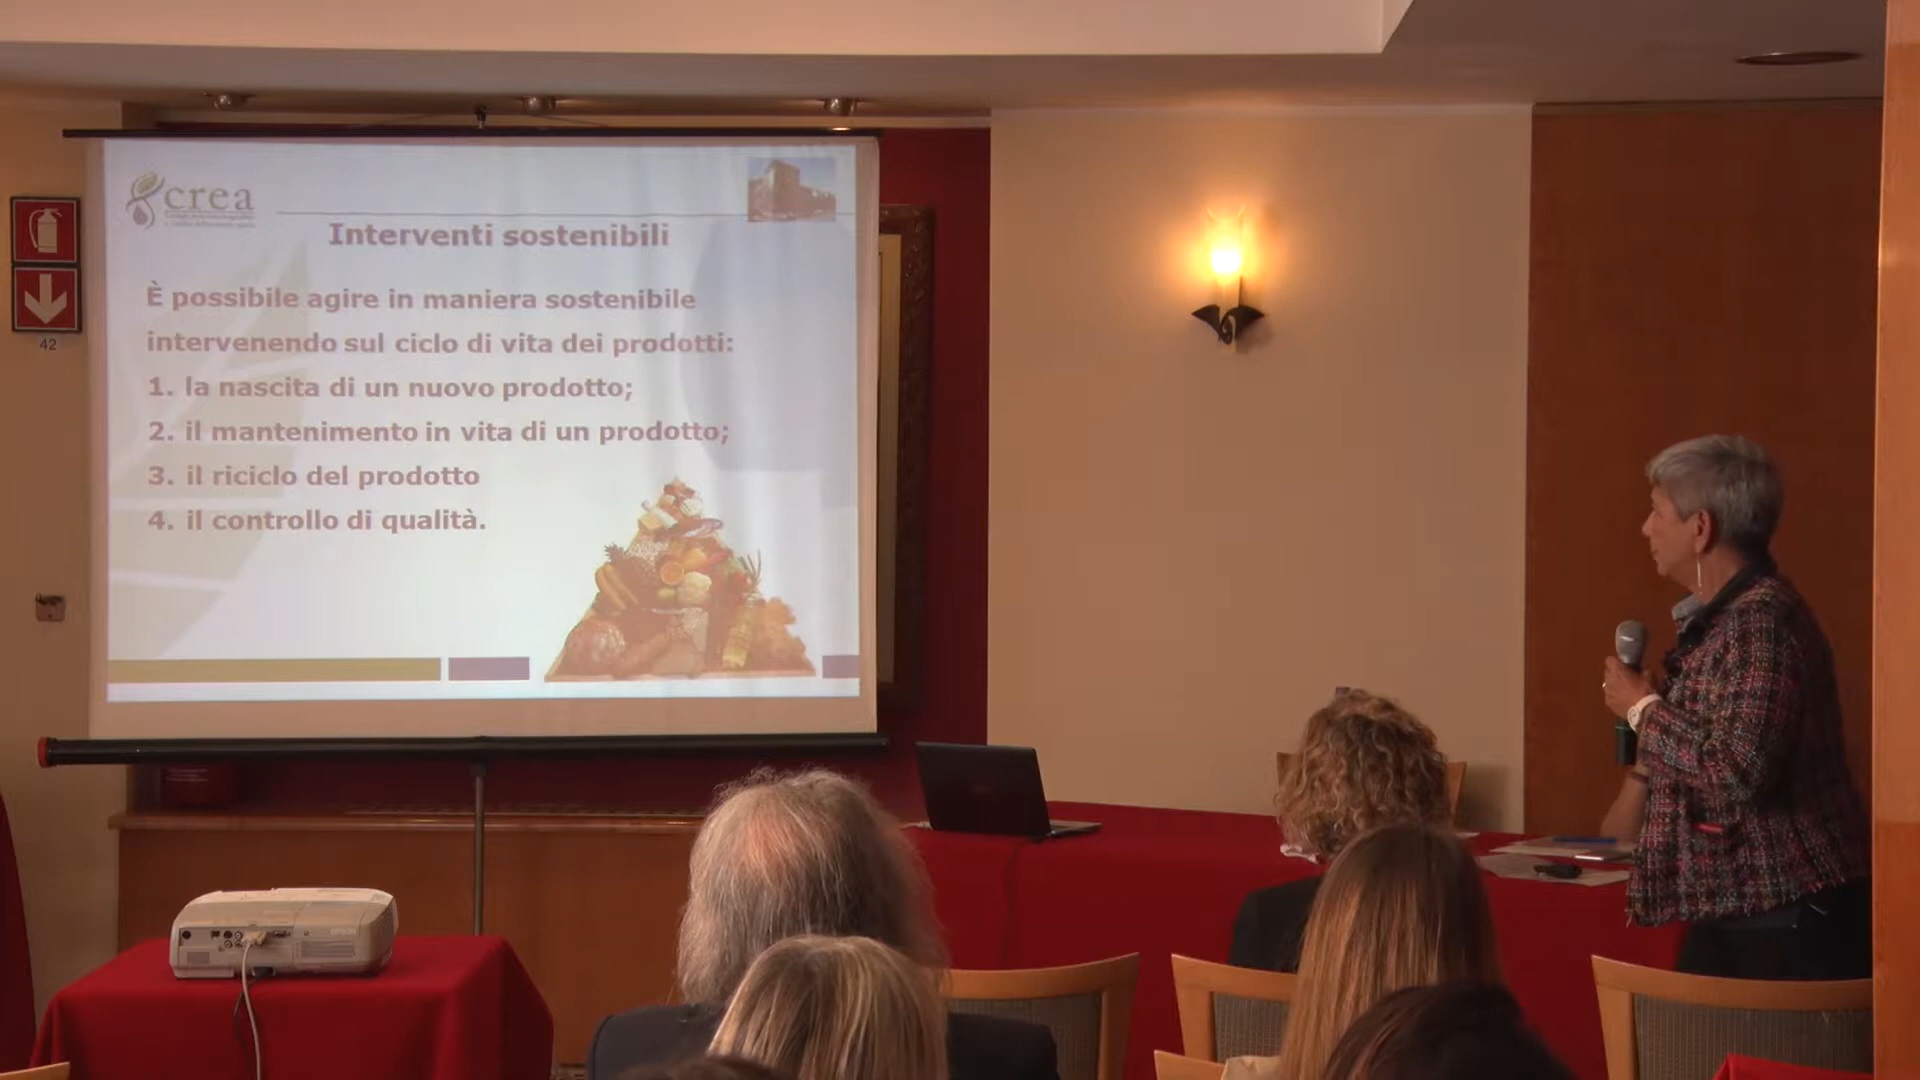 crea
Interventi sostenibili
È possibile agire in maniera sostenibile
intervenendo sul ciclo di vita dei prodotti:
1. la nascita di un nuovo prodotto;
2. il mantenimento in vita di un prodotto;
3. il riciclo del prodotto
4. il controllo di qualità.
42
EPSON